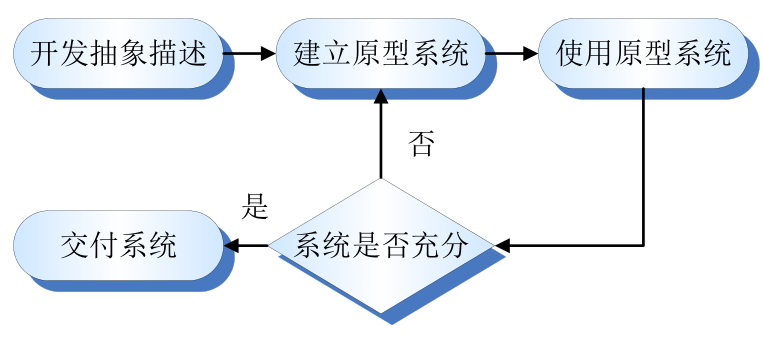 开发抽象描述
建立原型系统
使用原型系统
否
是
交付系统
系统是否充分